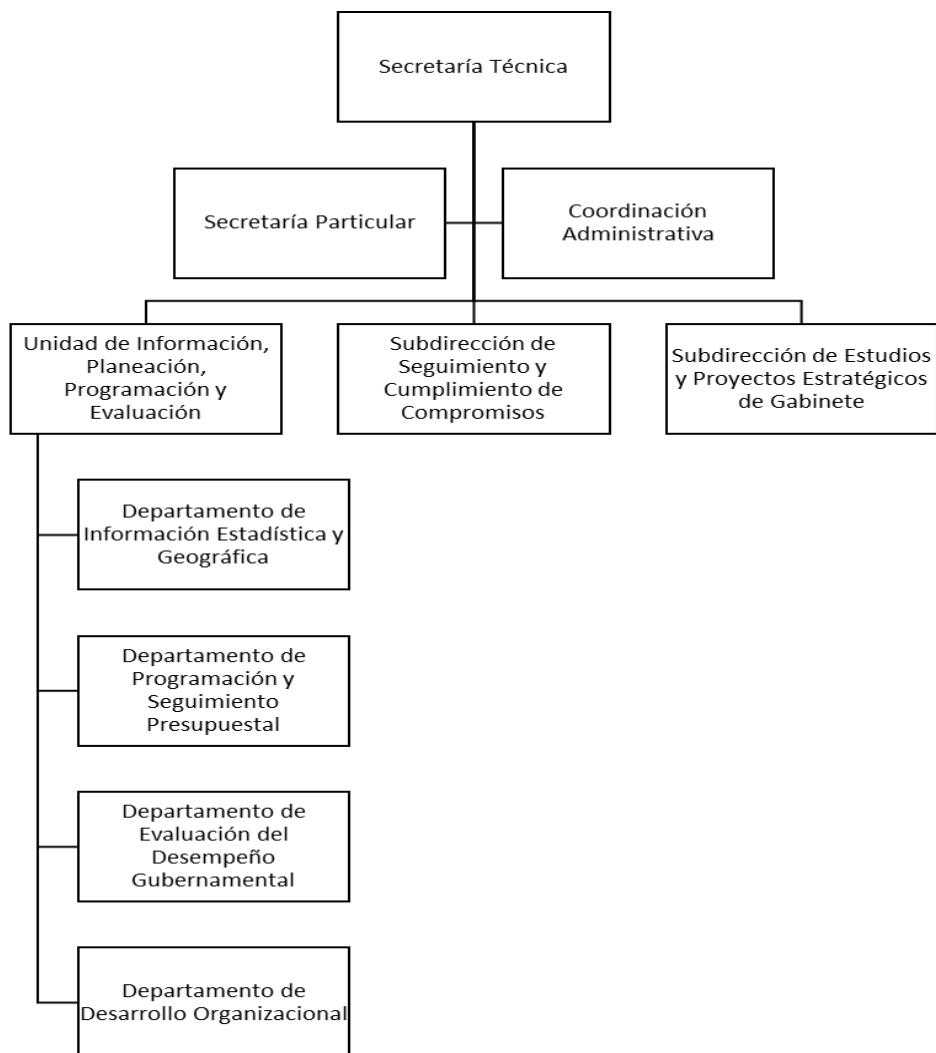 Secretaría Técnica
Secretaría Particular
Coordinación
Administrativa
Unidad de Información,
Planeación,
Programación y
Evaluación
Subdirección de
Seguimiento y
Cumplimiento de
Compromisos
Subdirección de Estudios
y Proyectos Estratégicos
de Gabinete
Departamento de
Información Estadística y
Geográfica
Departamento de
Programación y
Seguimiento
Presupuestal
Departamento de
Evaluación del
Desempeño
Gubernamental
Departamento de
Desarrollo Organizacional